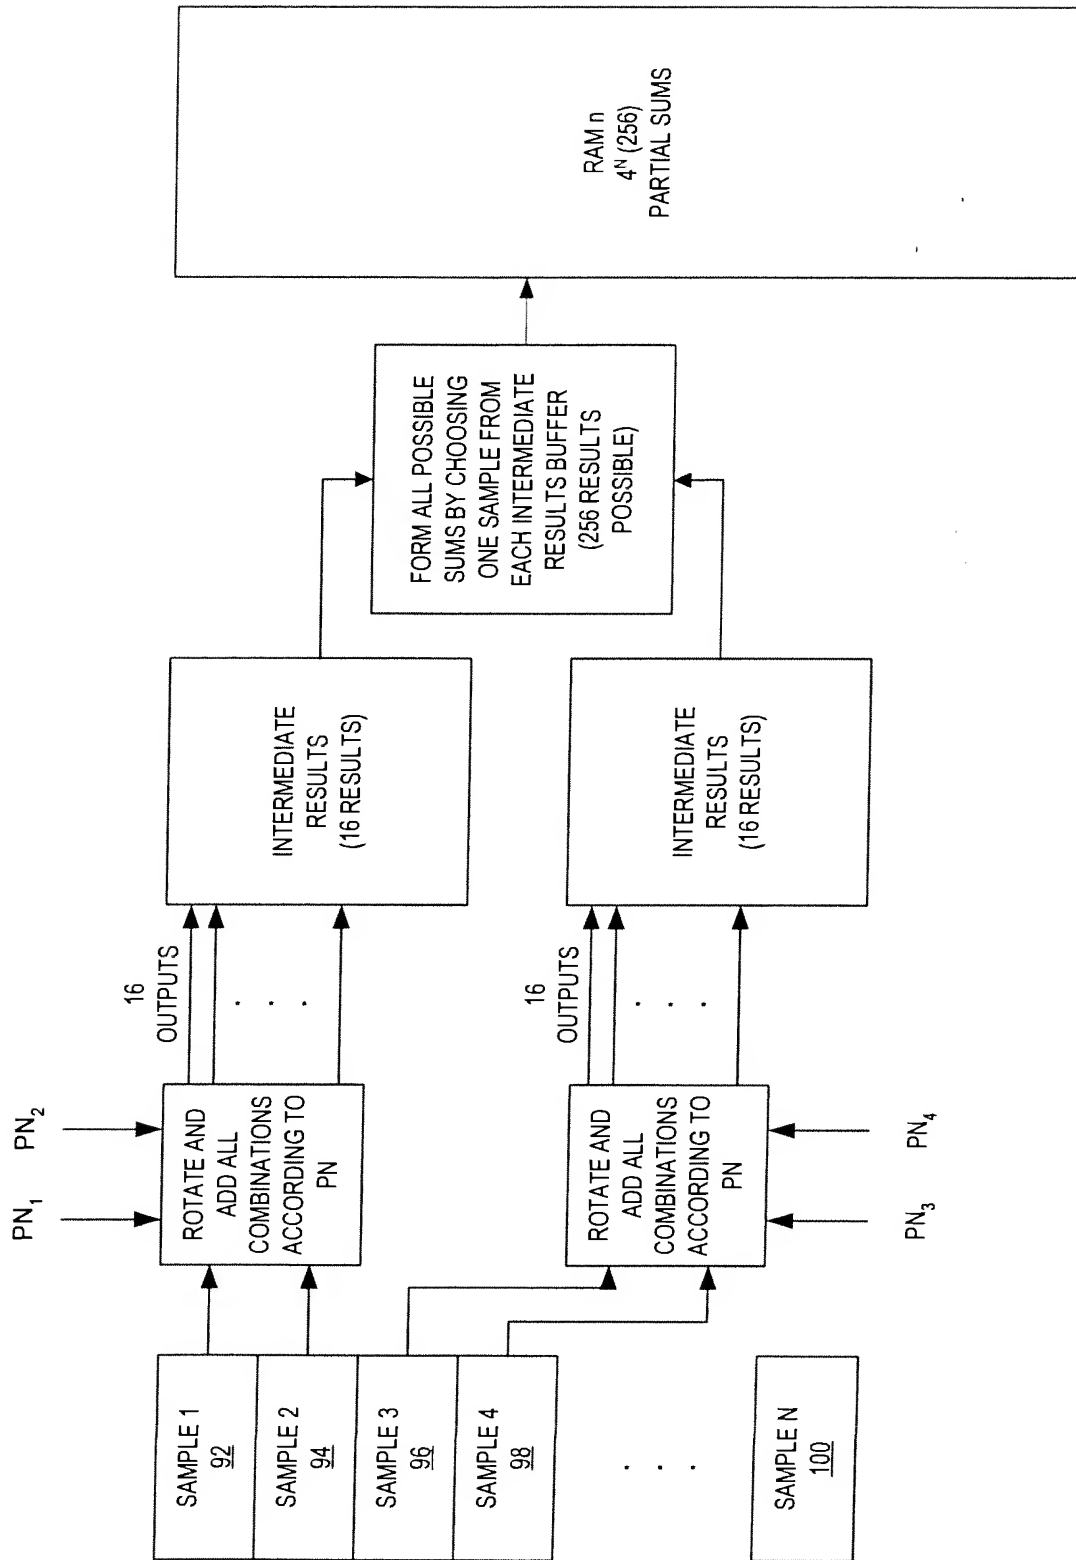 SAMPLE 1
92
SAMPLE 2
94
SAMPLE 3
96
SAMPLE 4
98
. . .
SAMPLE N
100
PN1
PN2
ROTATE AND
ADD ALL
COMBINATIONS
ACCORDING TO
PN
ROTATE AND
ADD ALL
COMBINATIONS
ACCORDING TO
PN
PN3
PN4
16
OUTPUTS
. . .
16
OUTPUTS
. . .
INTERMEDIATE
RESULTS
(16 RESULTS)
INTERMEDIATE
RESULTS
(16 RESULTS)
FORM ALL POSSIBLE
SUMS BY CHOOSING
ONE SAMPLE FROM
EACH INTERMEDIATE
RESULTS BUFFER
(256 RESULTS
POSSIBLE)
RAM n
4^N (256)
PARTIAL SUMS